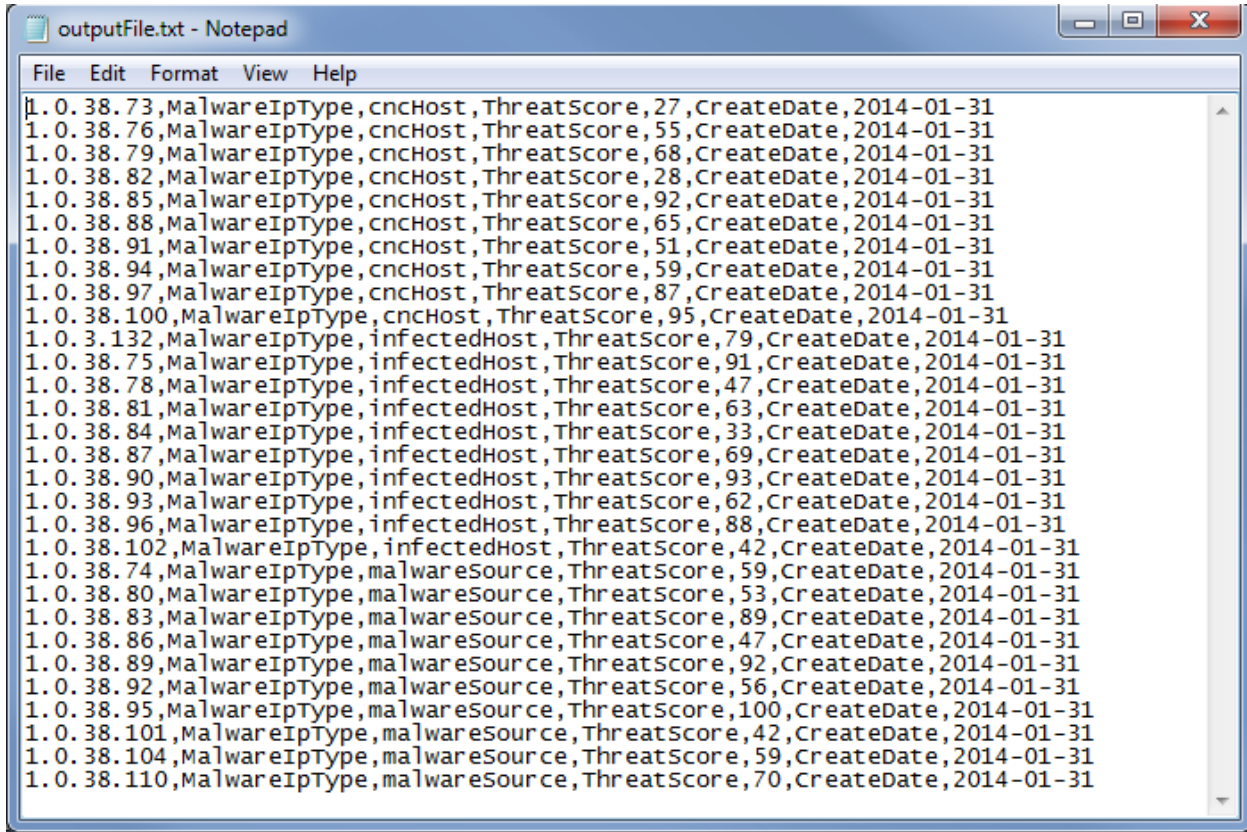 outputFile.txt - Notepad
File Edit Format View Help
1.0.38.73,MalwareIpType,cncHost,ThreatScore,27,CreateDate,2014-01-31
1.0.38.76,MalwareIpType,cncHost,ThreatScore,55,CreateDate,2014-01-31
1.0.38.79,MalwareIpType,cncHost,ThreatScore,68,CreateDate,2014-01-31
1.0.38.82,MalwareIpType,cncHost,ThreatScore,28,CreateDate,2014-01-31
1.0.38.85,MalwareIpType,cncHost,ThreatScore,92,CreateDate,2014-01-31
1.0.38.88,MalwareIpType,cncHost,ThreatScore,65,CreateDate,2014-01-31
1.0.38.91,MalwareIpType,cncHost,ThreatScore,51,CreateDate,2014-01-31
1.0.38.94,MalwareIpType,cncHost,ThreatScore,59,CreateDate,2014-01-31
1.0.38.97,MalwareIpType,cncHost,ThreatScore,87,CreateDate,2014-01-31
1.0.38.100,MalwareIpType,cncHost,ThreatScore,95,CreateDate,2014-01-31
1.0.3.132,MalwareIpType,infectedHost,ThreatScore,79,CreateDate,2014-01-31
1.0.38.75,MalwareIpType,infectedHost,ThreatScore,91,CreateDate,2014-01-31
1.0.38.78,MalwareIpType,infectedHost,ThreatScore,47,CreateDate,2014-01-31
1.0.38.81,MalwareIpType,infectedHost,ThreatScore,63,CreateDate,2014-01-31
1.0.38.84,MalwareIpType,infectedHost,ThreatScore,33,CreateDate,2014-01-31
1.0.38.87,MalwareIpType,infectedHost,ThreatScore,69,CreateDate,2014-01-31
1.0.38.90,MalwareIpType,infectedHost,ThreatScore,93,CreateDate,2014-01-31
1.0.38.93,MalwareIpType,infectedHost,ThreatScore,62,CreateDate,2014-01-31
1.0.38.96,MalwareIpType,infectedHost,ThreatScore,88,CreateDate,2014-01-31
1.0.38.102,MalwareIpType,infectedHost,ThreatScore,42,CreateDate,2014-01-31
1.0.38.74,MalwareIpType,malwareSource,ThreatScore,59,CreateDate,2014-01-31
1.0.38.80,MalwareIpType,malwareSource,ThreatScore,53,CreateDate,2014-01-31
1.0.38.83,MalwareIpType,malwareSource,ThreatScore,89,CreateDate,2014-01-31
1.0.38.86,MalwareIpType,malwareSource,ThreatScore,47,CreateDate,2014-01-31
1.0.38.89,MalwareIpType,malwareSource,ThreatScore,92,CreateDate,2014-01-31
1.0.38.92,MalwareIpType,malwareSource,ThreatScore,56,CreateDate,2014-01-31
1.0.38.95,MalwareIpType,malwareSource,ThreatScore,100,CreateDate,2014-01-31
1.0.38.101,MalwareIpType,malwareSource,ThreatScore,42,CreateDate,2014-01-31
1.0.38.104,MalwareIpType,malwareSource,ThreatScore,59,CreateDate,2014-01-31
1.0.38.110,MalwareIpType,malwareSource,ThreatScore,70,CreateDate,2014-01-31